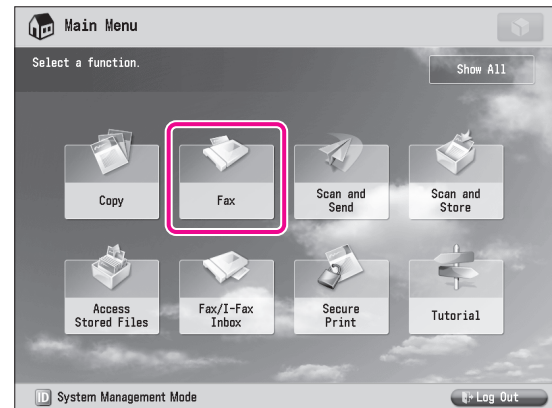 Main Menu
Select a function.
Show All
Copy
Fax
Scan and
Send
Scan and
Store
Access
Stored Files
Fax/I-Fax
Inbox
Secure
Print
Tutorial
ID System Management Mode
Log Out